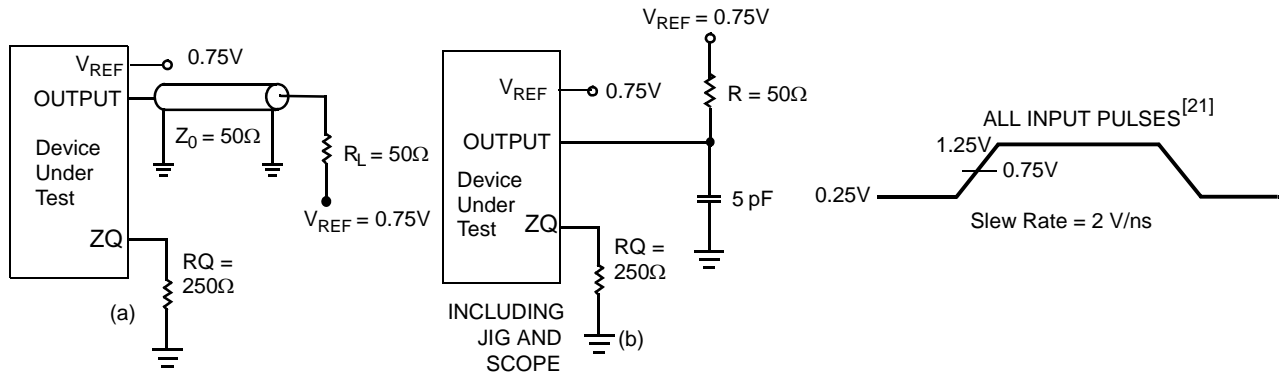 V_REF
0.75V
OUTPUT
Z0 = 50Ω
Device
Under
Test
R_L = 50Ω
V_REF = 0.75V
ZQ
RQ =
250Ω
(a)
V_REF = 0.75V
R = 50Ω
V_REF
0.75V
OUTPUT
Device
Under
Test
5 pF
ZQ
RQ =
250Ω
INCLUDING
JIG AND
SCOPE
(b)
ALL INPUT PULSES[21]
1.25V
0.75V
0.25V
Slew Rate = 2 V/ns